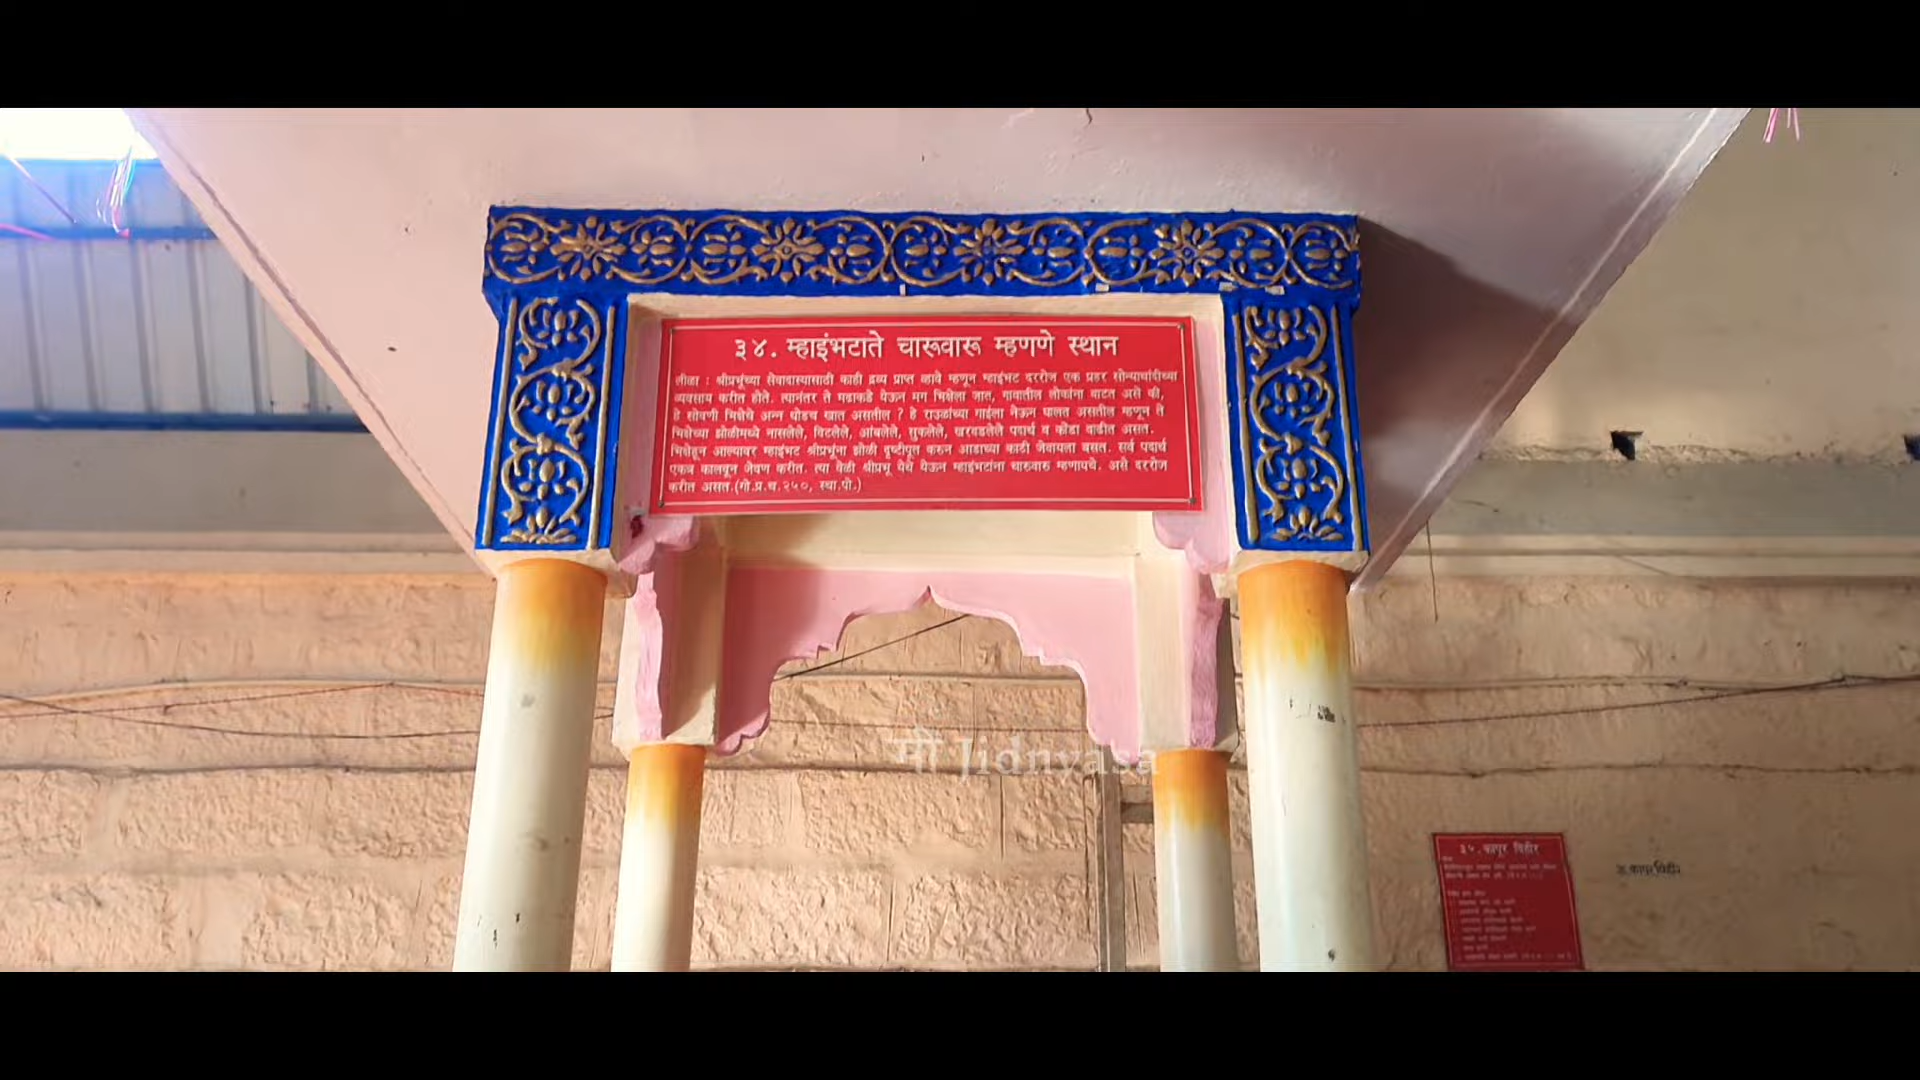 ३४. म्हाइंभटाते चारूवारू म्हणणे स्थान
लीळा : श्रीप्रभूंच्या सेवादास्यासाठी काही द्रव्य प्राप्त व्हावे म्हणून म्हाइंभट दररोज एक प्रहर सोन्याचांदीच्या
व्यवसाय करीत होते. त्यानंतर ते मढाकडे येऊन मग भिक्षेला जात, गावातील लोकांना वाटत असे की,
हे सोवणी भिक्षेचे अन्न थोडच खात असतील ? हे राऊळांच्या गाईला नेऊन घालत असतील म्हणून ते
भिक्षेच्या झोळीमध्ये नासलेले, विटलेले, आंबलेले, सुकलेले, खरवडलेले पदार्थ व कोंडा वाढीत असत.
भिक्षेहून आल्यावर म्हाइंभट श्रीप्रभूंना झोळी दृष्टीपूत करून आडाच्या काठी जेवायला बसत. सर्व पदार्थ
एकत्र कालवून जेवण करीत. त्या वेळी श्रीप्रभू येथे येऊन म्हाइंभटांना चारूवारू म्हणायचे. असे दररोज
करीत असत.(गो.प्र.च.२५०, स्था.पो.)
मी Jidnyasa
३५. कापूर विहीर